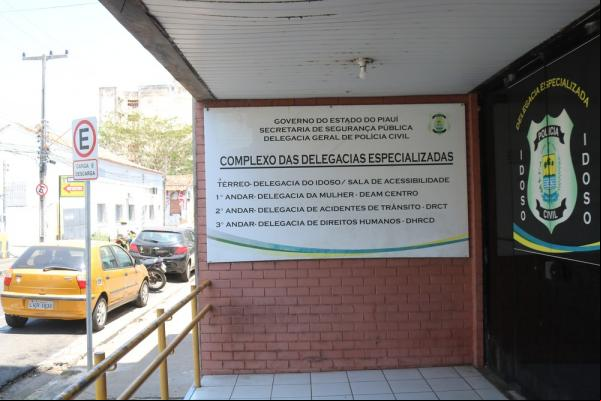 GOVERNO DO ESTADO DO PIAUÍ
SECRETARIA DE SEGURANÇA PÚBLICA
DELEGACIA GERAL DE POLÍCIA CIVIL
COMPLEXO DAS DELEGACIAS ESPECIALIZADAS
TÉRREO- DELEGACIA DO IDOSO/ SALA DE ACESSIBILIDADE
1° ANDAR- DELEGACIA DA MULHER - DEAM CENTRO
2° ANDAR- DELEGACIA DE ACIDENTES DE TRÂNSITO - DRCT
3° ANDAR- DELEGACIA DE DIREITOS HUMANOS - DHRCD
E
CARGA E
DESCARGA
DELEGACIA ESPECIALIZADA
IDOSO
POLÍCIA
CIVIL
IDOSO